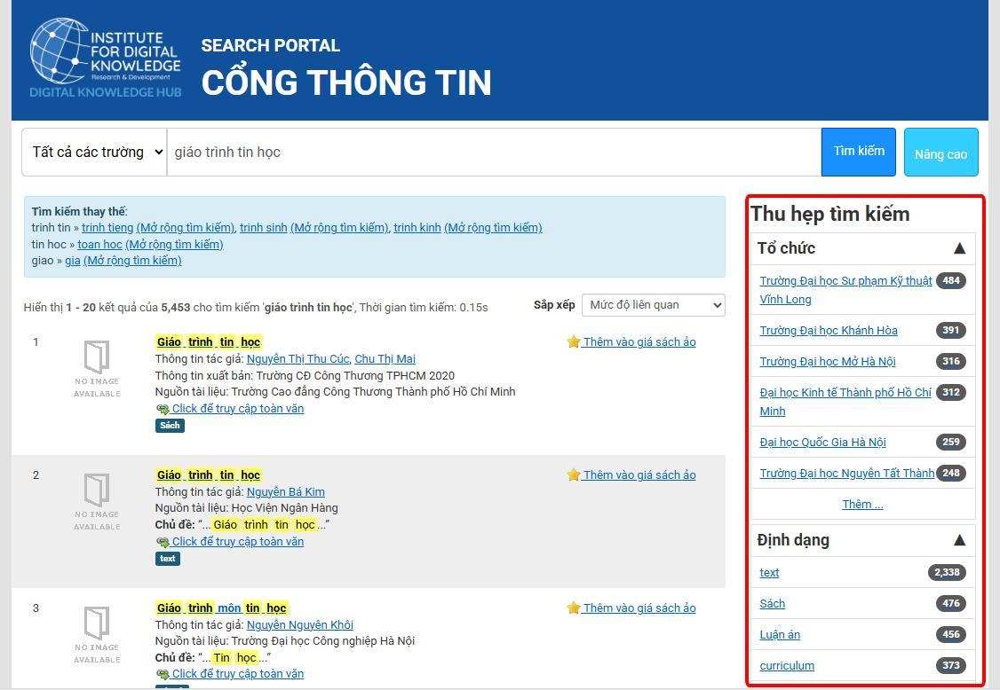 INSTITUTE
FOR DIGITAL
KNOWLEDGE
Research & Development
DIGITAL KNOWLEDGE HUB
SEARCH PORTAL
CỔNG THÔNG TIN
Tất cả các trường
giáo trình tin học
Tìm kiếm
Nâng cao
Tìm kiếm thay thế:
trinh tin » trinh tieng (Mở rộng tìm kiếm), trinh sinh (Mở rộng tìm kiếm), trinh kinh (Mở rộng tìm kiếm)
tin hoc » toan hoc (Mở rộng tìm kiếm)
giao » gia (Mở rộng tìm kiếm)
Hiển thị 1 - 20 kết quả của 5,453 cho tìm kiếm 'giáo trình tin học', Thời gian tìm kiếm: 0.15s
Sắp xếp
Mức độ liên quan
1
NO IMAGE
AVAILABLE
Giáo trình tin học
Thông tin tác giả: Nguyễn Thị Thu Cúc, Chu Thị Mai
Thông tin xuất bản: Trường CĐ Công Thương TPHCM 2020
Nguồn tài liệu: Trường Cao đẳng Công Thương Thành phố Hồ Chí Minh
Click để truy cập toàn văn
Sách
Thêm vào giá sách ảo
2
NO IMAGE
AVAILABLE
Giáo trình tin học
Thông tin tác giả: Nguyễn Bá Kim
Nguồn tài liệu: Học Viện Ngân Hàng
Chủ đề: “... Giáo trình tin học ...”
Click để truy cập toàn văn
text
Thêm vào giá sách ảo
3
NO IMAGE
AVAILABLE
Giáo trình môn tin học
Thông tin tác giả: Nguyễn Nguyên Khôi
Nguồn tài liệu: Trường Đại học Công nghiệp Hà Nội
Chủ đề: “... Tin học ...”
Click để truy cập toàn văn
Thêm vào giá sách ảo
Thu hẹp tìm kiếm
Tổ chức
Trường Đại học Sư phạm Kỹ thuật 484
Vĩnh Long
Trường Đại học Khánh Hòa 391
Trường Đại học Mở Hà Nội 316
Đại học Kinh tế Thành phố Hồ Chí 312
Minh
Đại học Quốc Gia Hà Nội 259
Trường Đại học Nguyễn Tất Thành 248
Thêm ...
Định dạng
text 2,338
Sách 476
Luận án 456
curriculum 373